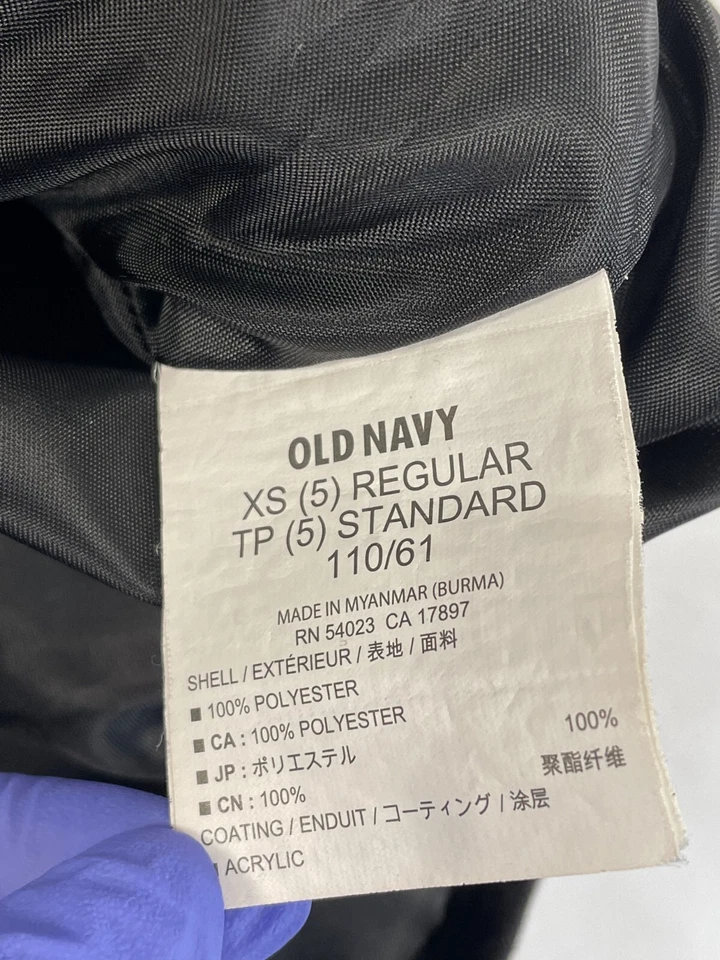 OLD NAVY
XS (5) REGULAR
TP (5) STANDARD
110/61
MADE IN MYANMAR (BURMA)
RN 54023 CA 17897
SHELL / EXTÉRIEUR / 表地 / 面料
■ 100% POLYESTER
■ CA : 100% POLYESTER
■ JP : ポリエステル 100%
■ CN : 100% 聚酯纤维
COATING / ENDUIT / コーティング / 涂层
■ ACRYLIC